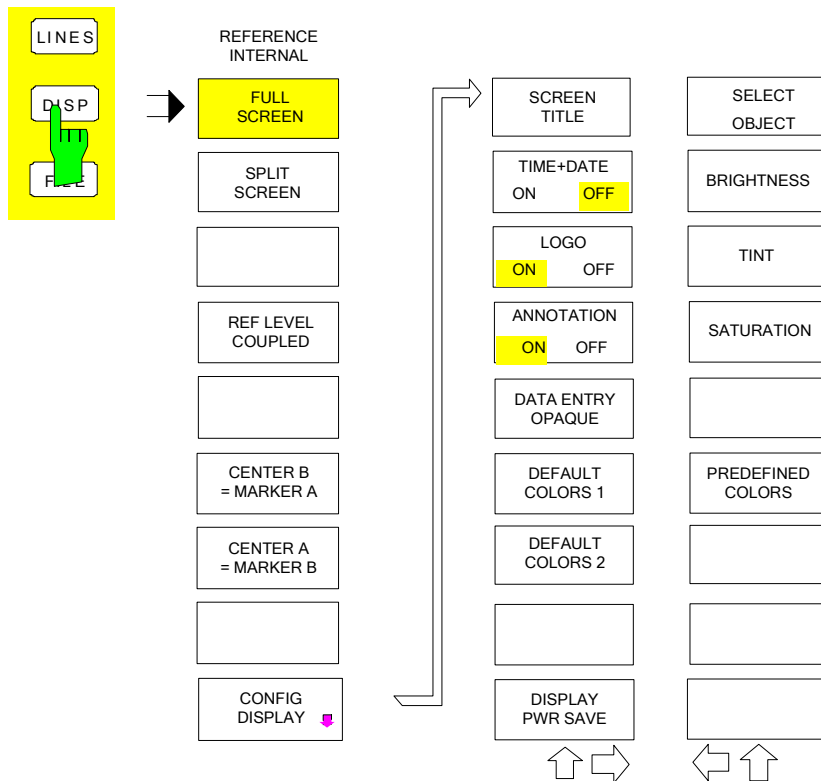 LINES
DISP
REFERENCE
INTERNAL
FULL
SCREEN
SPLIT
SCREEN
REF LEVEL
COUPLED
CENTER B
= MARKER A
CENTER A
= MARKER B
CONFIG
DISPLAY
SCREEN
TITLE
TIME+DATE
ON OFF
LOGO
ON OFF
ANNOTATION
ON OFF
DATA ENTRY
OPAQUE
DEFAULT
COLORS 1
DEFAULT
COLORS 2
DISPLAY
PWR SAVE
SELECT
OBJECT
BRIGHTNESS
TINT
SATURATION
PREDEFINED
COLORS